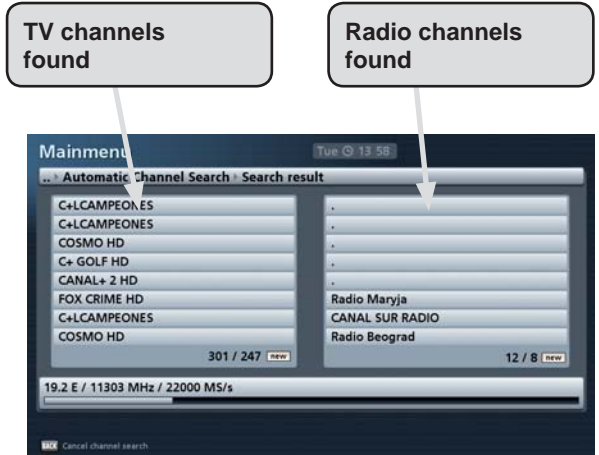 TV channels
found
Radio channels
found
Mainmenu
Tue 13 58
.. › Automatic Channel Search › Search result
C+LCAMPEONES
C+LCAMPEONES
COSMO HD
C+ GOLF HD
CANAL+ 2 HD
FOX CRIME HD
C+LCAMPEONES
COSMO HD
301 / 247 new
.
.
.
.
.
Radio Maryja
CANAL SUR RADIO
Radio Beograd
12 / 8 new
19.2 E / 11303 MHz / 22000 MS/s
BACK Cancel channel search